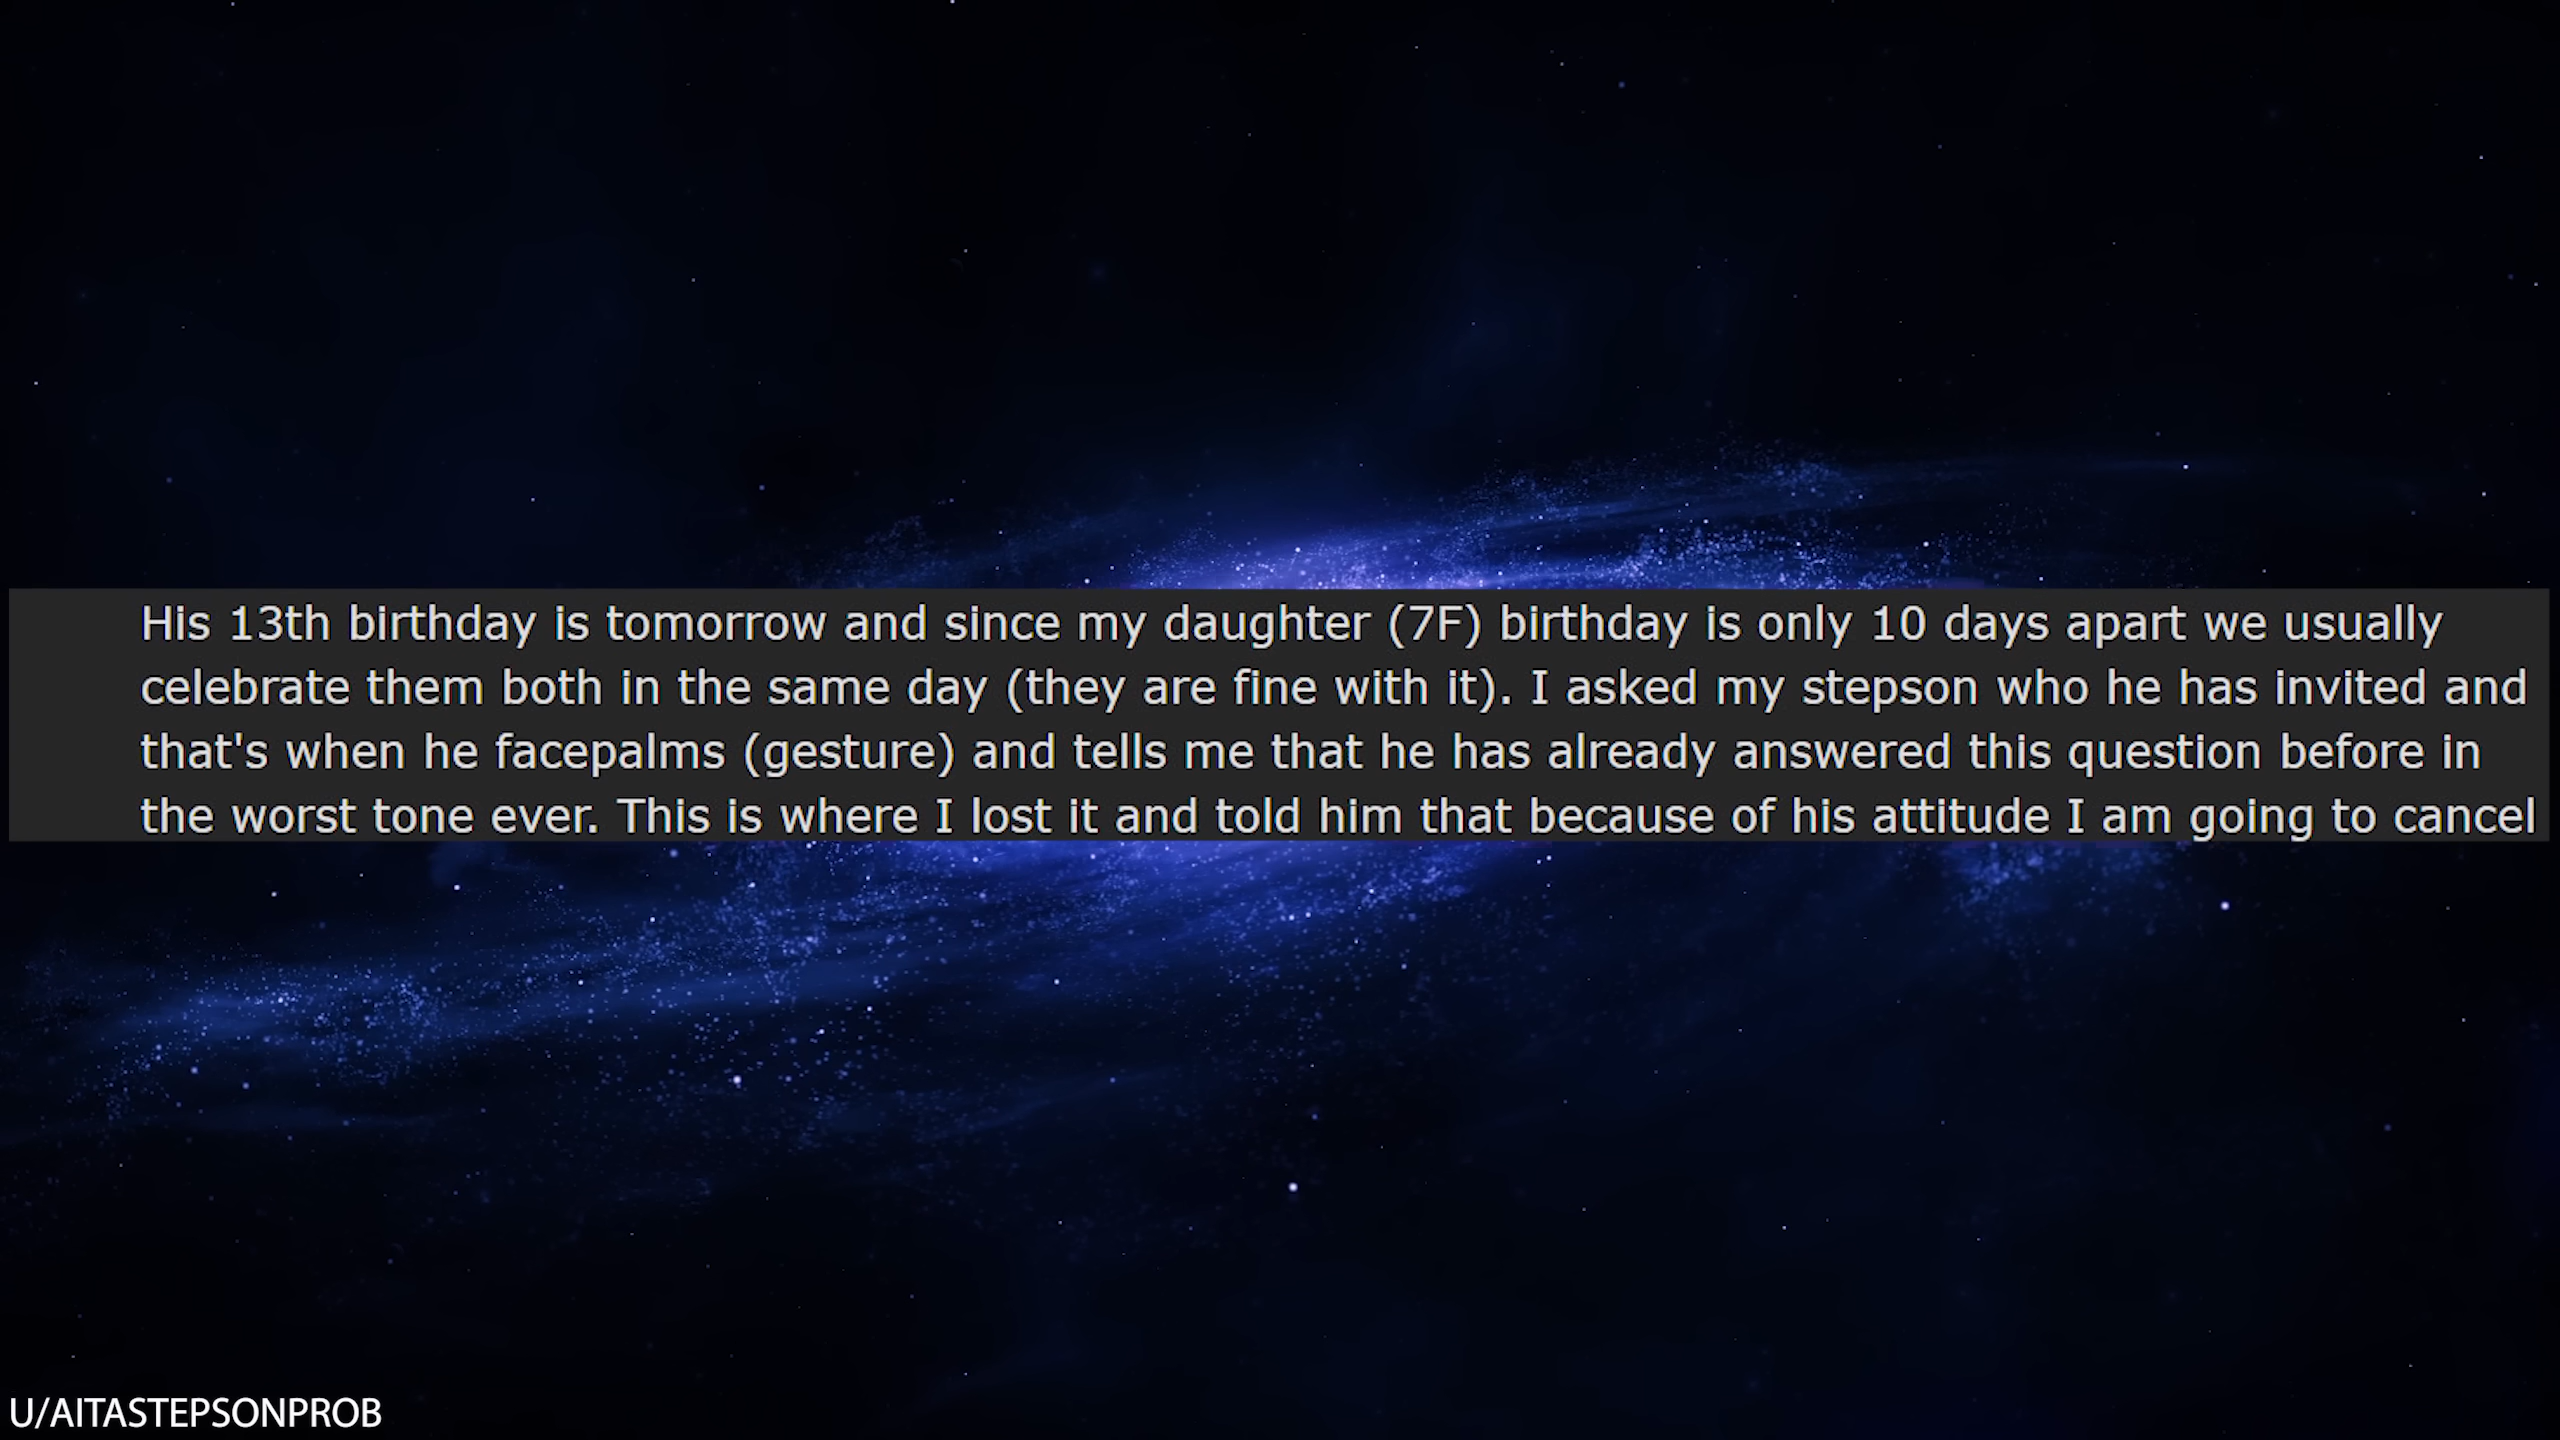 His 13th birthday is tomorrow and since my daughter (7F) birthday is only 10 days apart we usually
celebrate them both in the same day (they are fine with it). I asked my stepson who he has invited and
that's when he facepalms (gesture) and tells me that he has already answered this question before in
the worst tone ever. This is where I lost it and told him that because of his attitude I am going to cancel
U/AITASTEPSONPROB